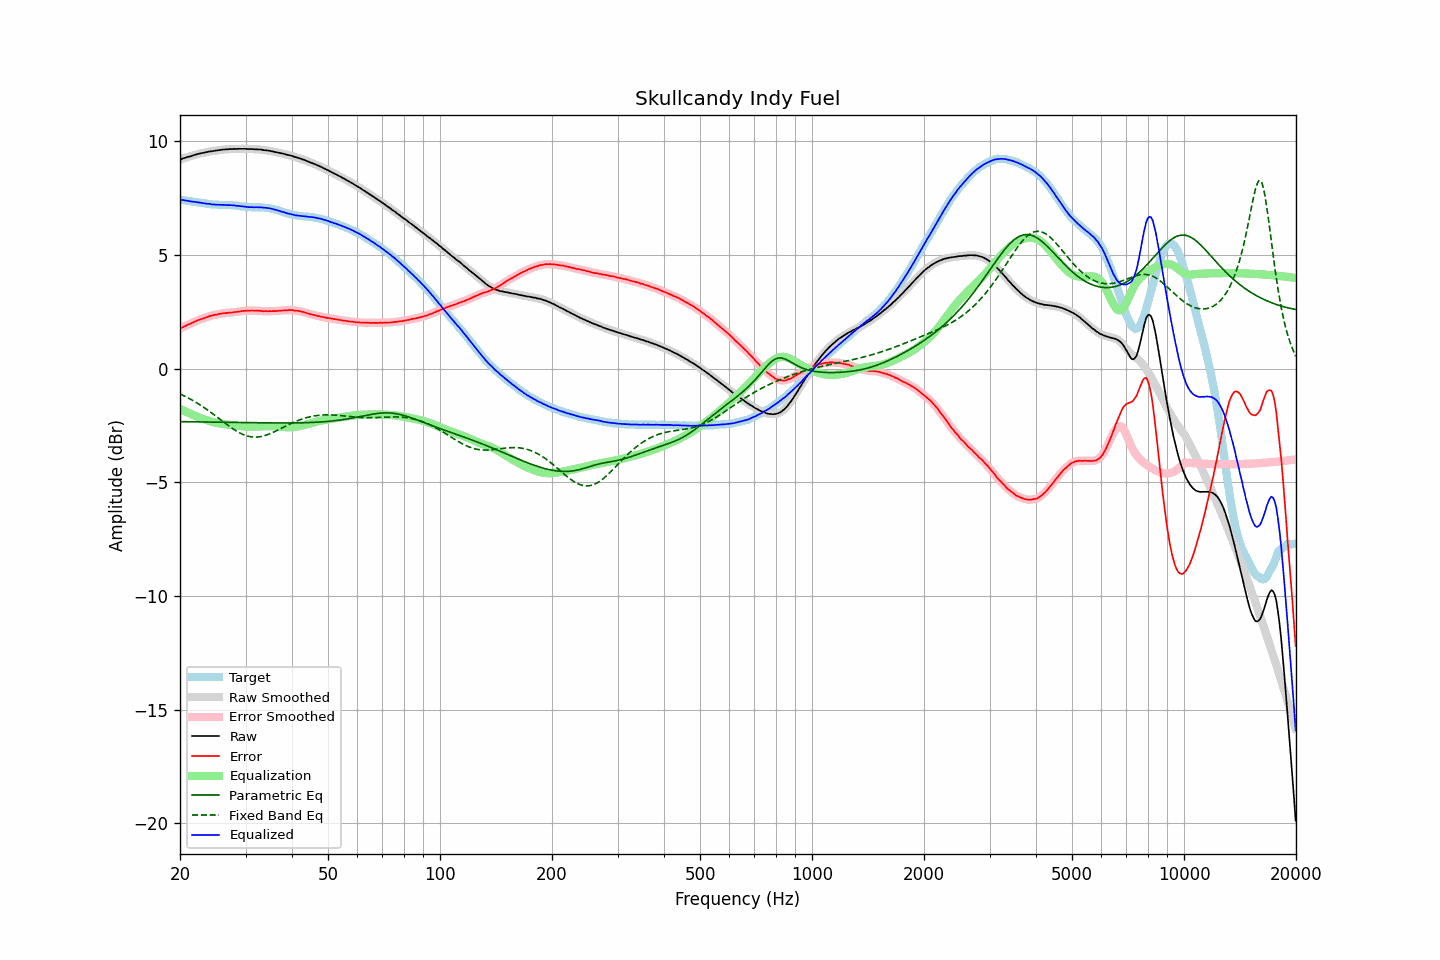 Skullcandy Indy Fuel
Amplitude (dBr)
10
5
0
−5
−10
−15
−20
Target
Raw Smoothed
Error Smoothed
Raw
Error
Equalization
Parametric Eq
Fixed Band Eq
Equalized
20 50 100 200 500 1000 2000 5000 10000 20000
Frequency (Hz)